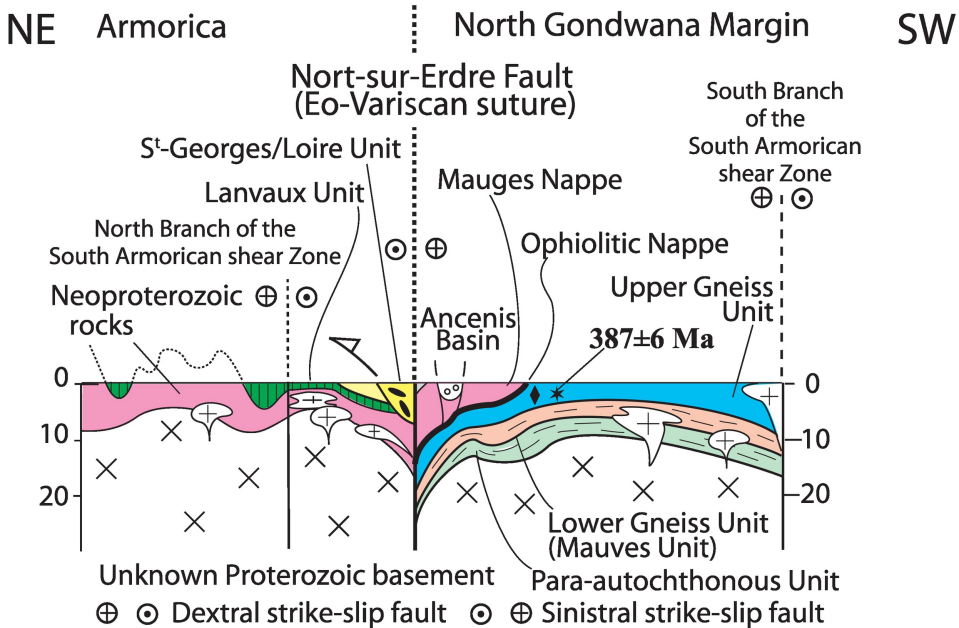 NE Armorica North Gondwana Margin SW
Nort-sur-Erdre Fault
(Eo-Variscan suture)
South Branch
of the
South Armorican
shear Zone
St-Georges/Loire Unit
Lanvaux Unit
Mauges Nappe
North Branch of the
South Armorican shear Zone
Ophiolitic Nappe
Neoproterozoic
rocks
Upper Gneiss
Unit
Ancenis
Basin
387±6 Ma
0 0
10 10
20 20
Lower Gneiss Unit
(Mauves Unit)
Unknown Proterozoic basement
Para-autochthonous Unit
Dextral strike-slip fault Sinistral strike-slip fault